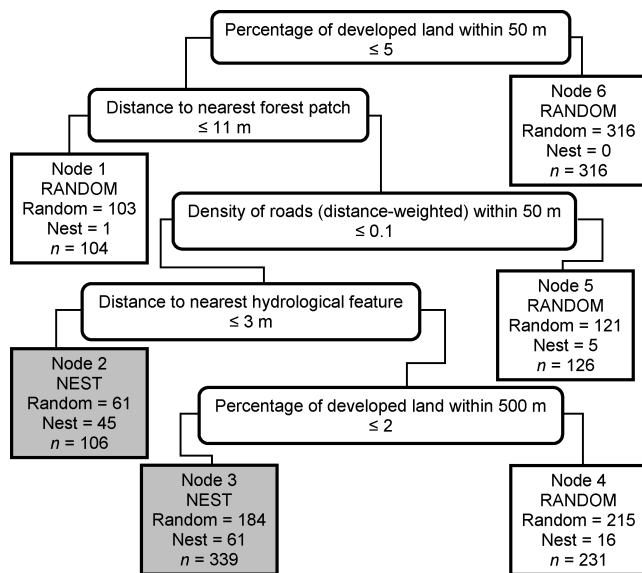 Percentage of developed land within 50 m
≤ 5
Distance to nearest forest patch
≤ 11 m
Node 6
RANDOM
Random = 316
Nest = 0
n = 316
Node 1
RANDOM
Random = 103
Nest = 1
n = 104
Density of roads (distance-weighted) within 50 m
≤ 0.1
Distance to nearest hydrological feature
≤ 3 m
Node 5
RANDOM
Random = 121
Nest = 5
n = 126
Node 2
NEST
Random = 61
Nest = 45
n = 106
Percentage of developed land within 500 m
≤ 2
Node 3
NEST
Random = 184
Nest = 61
n = 339
Node 4
RANDOM
Random = 215
Nest = 16
n = 231